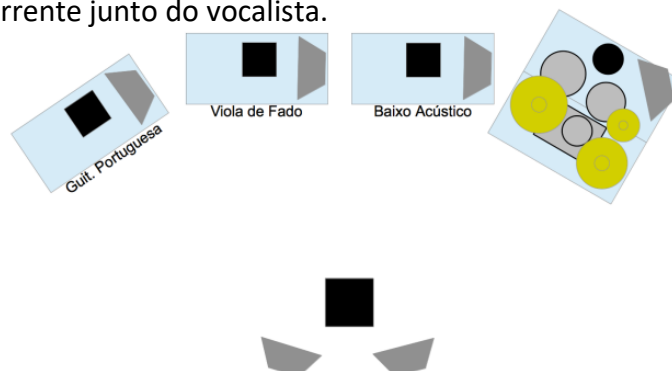 rrente junto do vocalista.
Viola de Fado
Baixo Acústico
Guit. Portuguesa